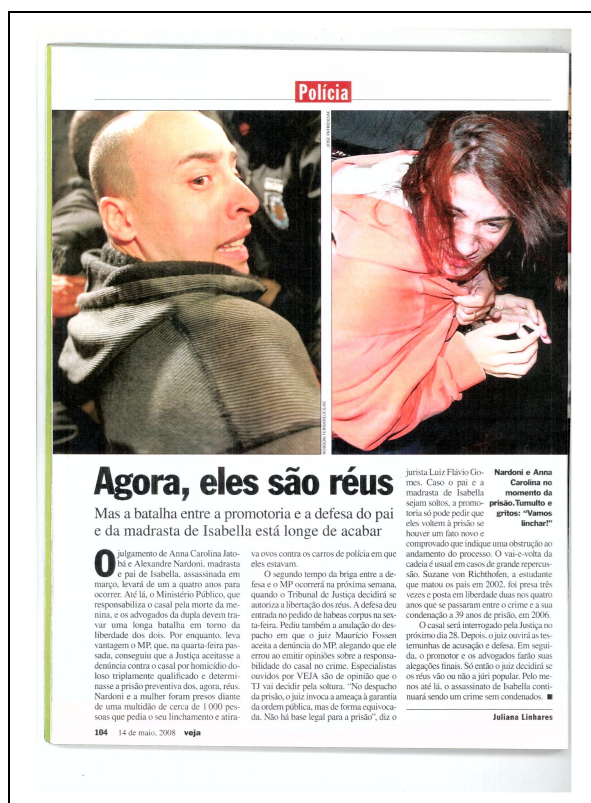 Polícia
Agora, eles são réus
Mas a batalha entre a promotoria e a defesa do pai
e da madrasta de Isabella está longe de acabar
O julgamento de Anna Carolina Jato-
bá e Alexandre Nardoni, madrasta
e pai de Isabella, assassinada em
março, levará de um a quatro anos para
ocorrer. Até lá, o Ministério Público, que
responsabiliza o casal pela morte da me-
nina, e os advogados da dupla devem tra-
var uma longa batalha em torno da
liberdade dos dois. Por enquanto, leva
vantagem o MP, que, na quarta-feira pas-
sada, conseguiu que a Justiça aceitasse a
denúncia contra o casal por homicídio do-
loso triplamente qualificado e determi-
nasse a prisão preventiva dos, agora, réus.
Nardoni e a mulher foram presos diante
de uma multidão de cerca de 1 000 pes-
soas que pedia o seu linchamento e atira-
va ovos contra os carros de polícia em que
eles estavam.
O segundo tempo da briga entre a de-
fesa e o MP ocorrerá na próxima semana,
quando o Tribunal de Justiça decidirá se
autoriza a libertação dos réus. A defesa deu
entrada no pedido de habeas corpus na sex-
ta-feira. Pediu também a anulação do des-
pacho em que o juiz Maurício Fossen
aceita a denúncia do MP, alegando que ele
errou ao emitir opiniões sobre a responsa-
bilidade do casal no crime. Especialistas
ouvidos por VEJA são de opinião que o
TJ vai decidir pela soltura. "No despacho
da prisão, o juiz invoca a ameaça à garantia
da ordem pública, mas de forma equivoca-
da. Não há base legal para a prisão", diz o
jurista Luiz Flávio Go-
mes. Caso o pai e a
madrasta de Isabella
sejam soltos, a promo-
toria só pode pedir que
eles voltem à prisão se
houver um fato novo e
comprovado que indique uma obstrução ao
andamento do processo. O vai-e-volta da
cadeia é usual em casos de grande repercus-
são. Suzane von Richthofen, a estudante
que matou os pais em 2002, foi presa três
vezes e posta em liberdade duas nos quatro
anos que se passaram entre o crime e a sua
condenação a 39 anos de prisão, em 2006.
O casal será interrogado pela Justiça no
próximo dia 28. Depois, o juiz ouvirá as tes-
temunhas de acusação e defesa. Em segui-
da, o promotor e os advogados farão suas
alegações finais. Só então o juiz decidirá se
os réus vão ou não a júri popular. Pelo me-
nos até lá, o assassinato de Isabella conti-
nuará sendo um crime sem condenados. ■
Nardoni e Anna
Carolina no
momento da
prisão. Tumulto e
gritos: "Vamos
linchar!"
Juliana Linhares
104 14 de maio, 2008 veja